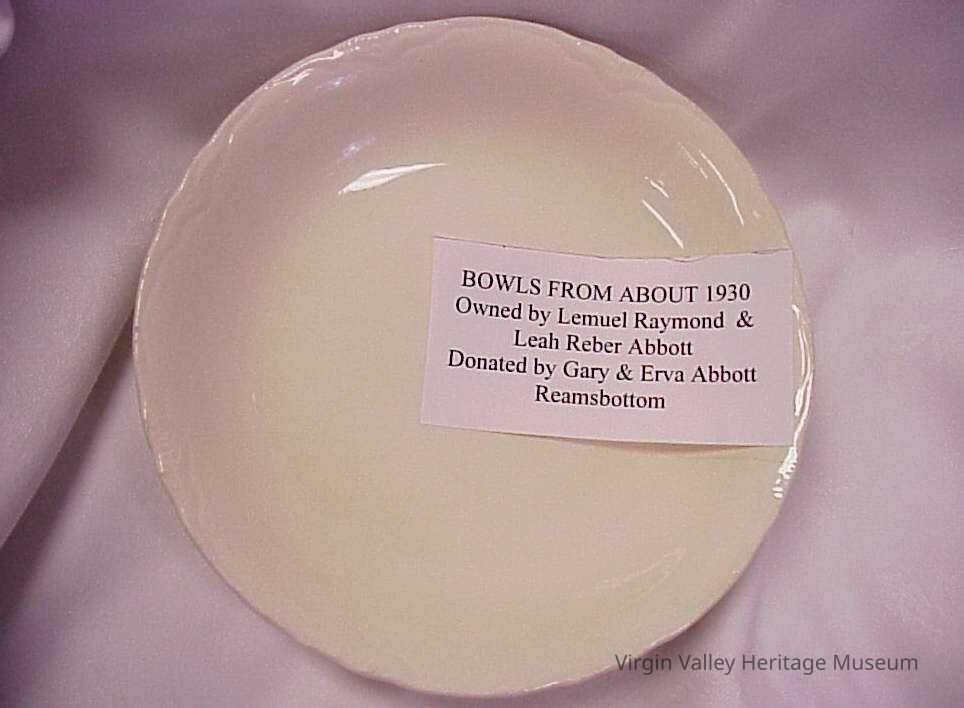 BOWLS FROM ABOUT 1930
Owned by Lemuel Raymond &
Leah Reber Abbott
Donated by Gary & Erva Abbott
Reamsbottom
Virgin Valley Heritage Museum